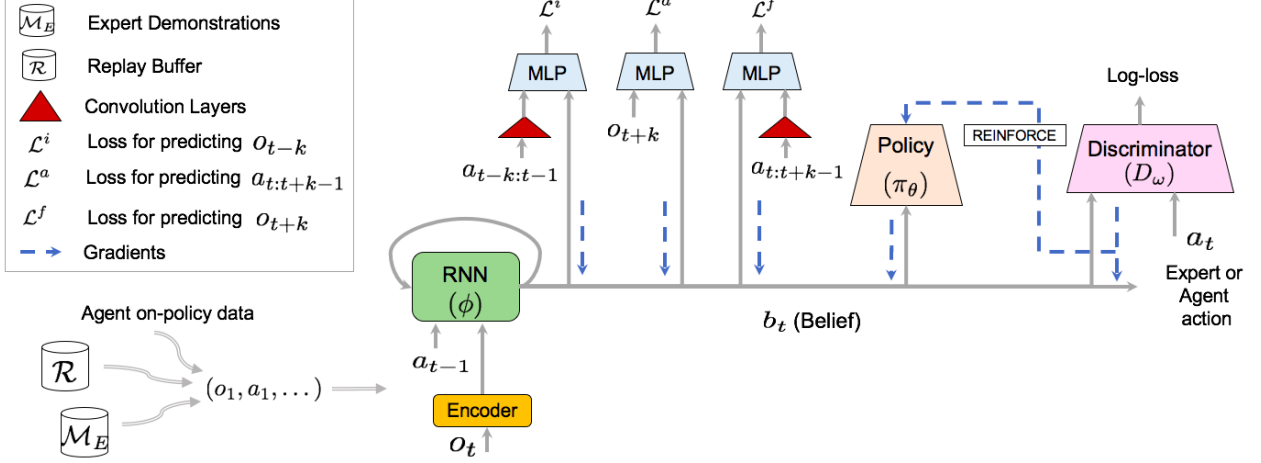 M_E Expert Demonstrations
R Replay Buffer
Convolution Layers
L^i Loss for predicting o_{t-k}
L^a Loss for predicting a_{t:t+k-1}
L^f Loss for predicting o_{t+k}
Gradients
L^i L^a L^f
MLP MLP MLP
a_{t-k:t-1} o_{t+k} a_{t:t+k-1}
Policy
(π_θ)
REINFORCE
Log-loss
Discriminator
(D_ω)
a_t
Expert or
Agent
action
RNN
(ϕ)
b_t (Belief)
a_{t-1}
Encoder
o_t
Agent on-policy data
R
(o_1, a_1, . . . )
M_E